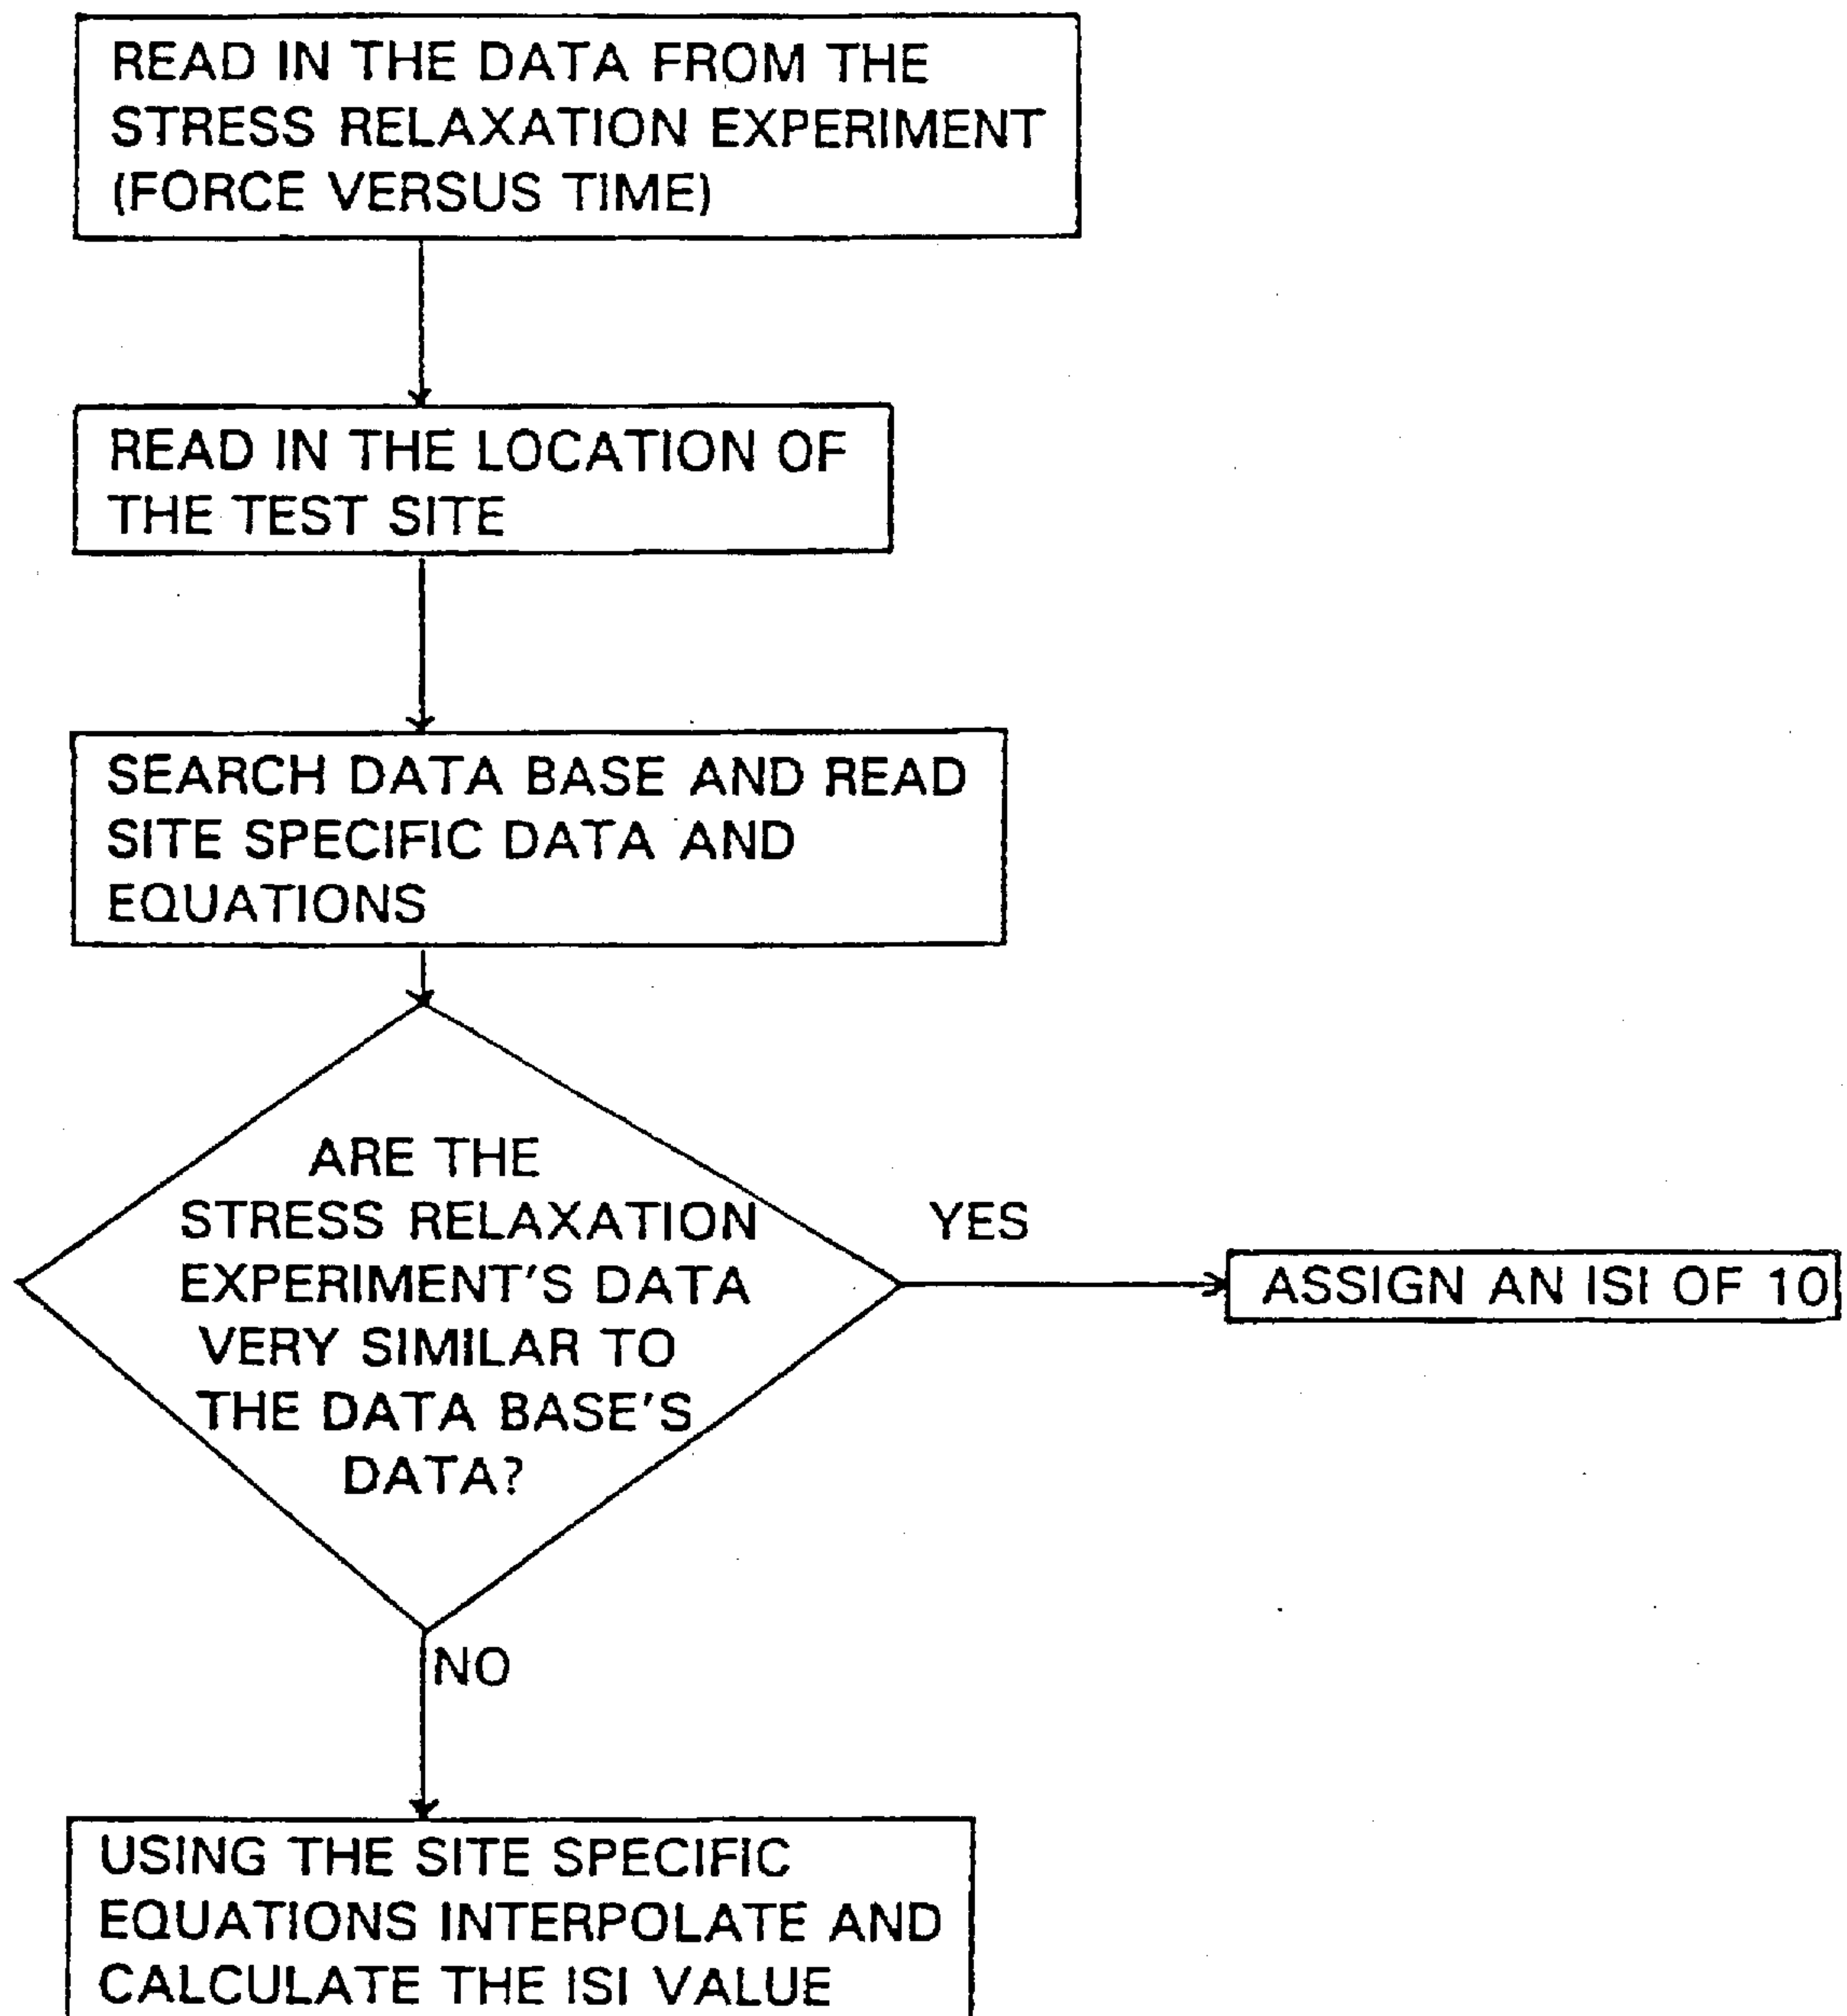 READ IN THE DATA FROM THE
STRESS RELAXATION EXPERIMENT
(FORCE VERSUS TIME)
READ IN THE LOCATION OF
THE TEST SITE
SEARCH DATA BASE AND READ
SITE SPECIFIC DATA AND
EQUATIONS
ARE THE
STRESS RELAXATION
EXPERIMENT'S DATA
VERY SIMILAR TO
THE DATA BASE'S
DATA?
YES
ASSIGN AN ISI OF 10
NO
USING THE SITE SPECIFIC
EQUATIONS INTERPOLATE AND
CALCULATE THE ISI VALUE